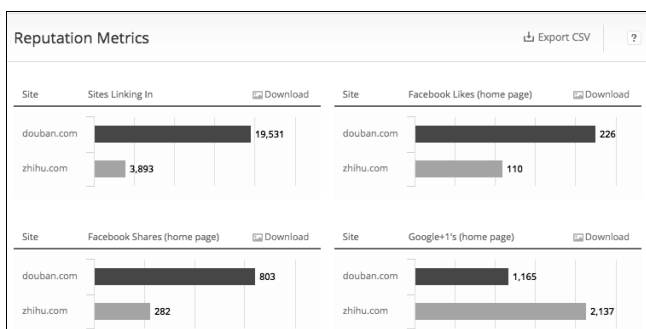 Reputation Metrics
Export CSV
?
Site Sites Linking In Download
douban.com 19,531
zhihu.com 3,893
Site Facebook Likes (home page) Download
douban.com 226
zhihu.com 110
Site Facebook Shares (home page) Download
douban.com 803
zhihu.com 282
Site Google+1's (home page) Download
douban.com 1,165
zhihu.com 2,137